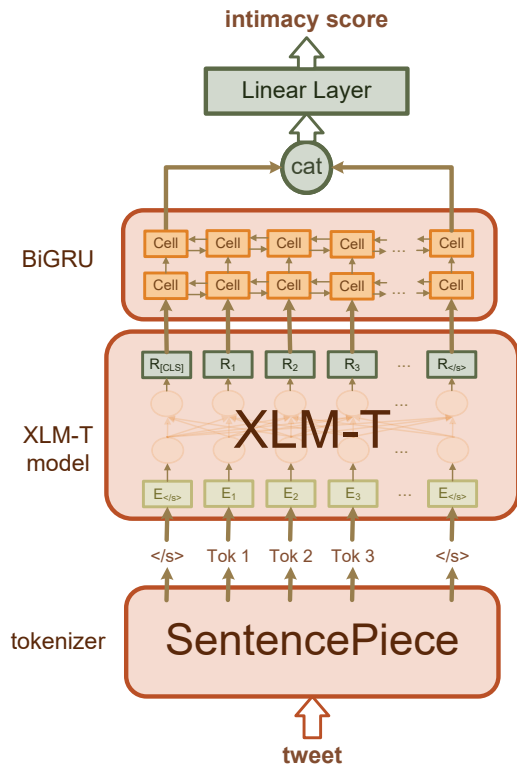 intimacy score
Linear Layer
cat
BiGRU
Cell Cell Cell Cell ... Cell
Cell Cell Cell Cell ... Cell
XLM-T
model
R[CLS] R1 R2 R3 ... R</s>
...
XLM-T
...
E</s> E1 E2 E3 ... E</s>
</s> Tok 1 Tok 2 Tok 3 </s>
tokenizer
SentencePiece
tweet